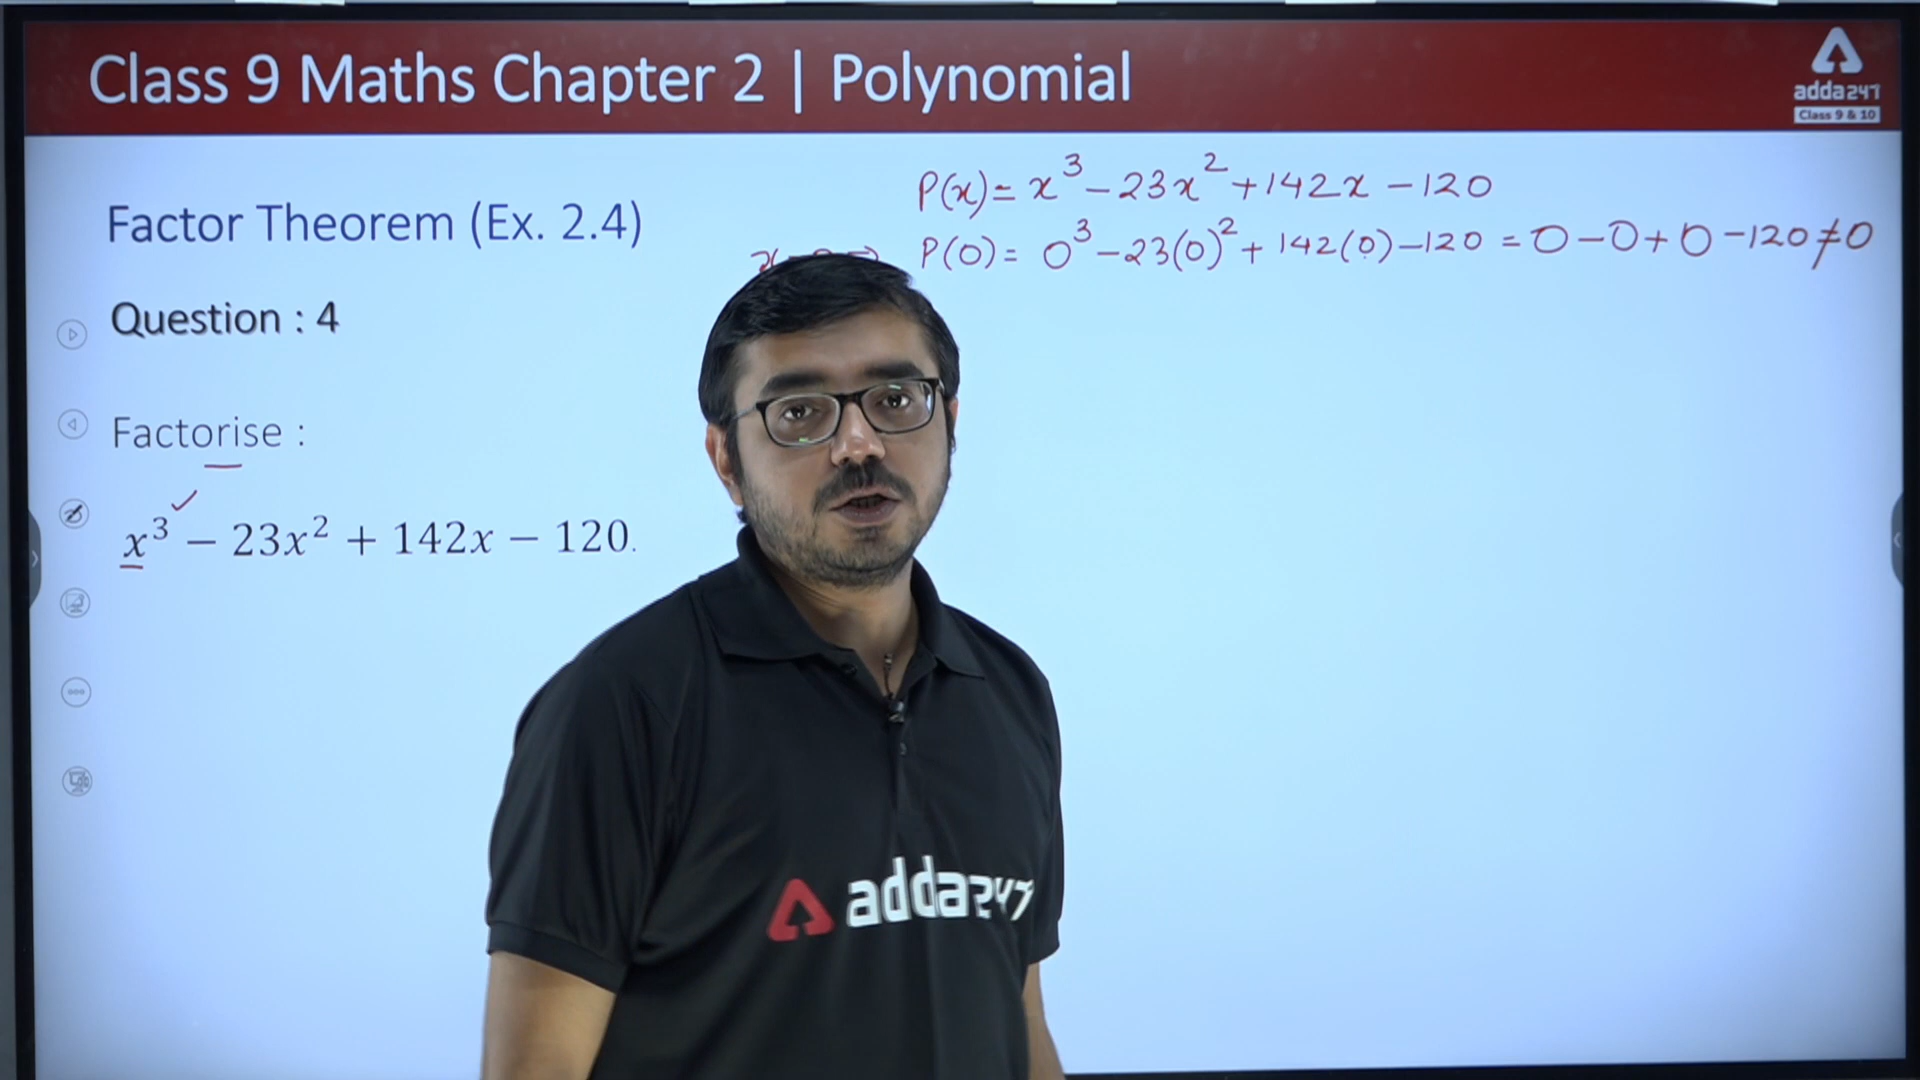 Class 9 Maths Chapter 2 | Polynomial
adda247
Class 9 & 10
P(x) = x³ - 23x² + 142x - 120
Factor Theorem (Ex. 2.4)
P(0) = 0³ - 23(0)² + 142(0) - 120 = 0 - 0 + 0 - 120 ≠ 0
Question : 4
Factorise :
x³ − 23x² + 142x − 120.
adda247